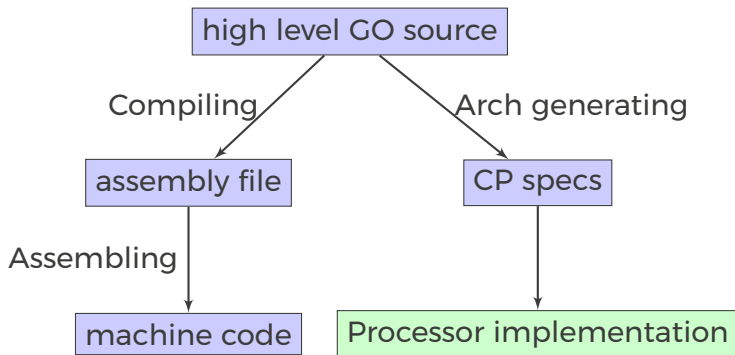 high level GO source
Compiling
Arch generating
assembly file
CP specs
Assembling
machine code
Processor implementation